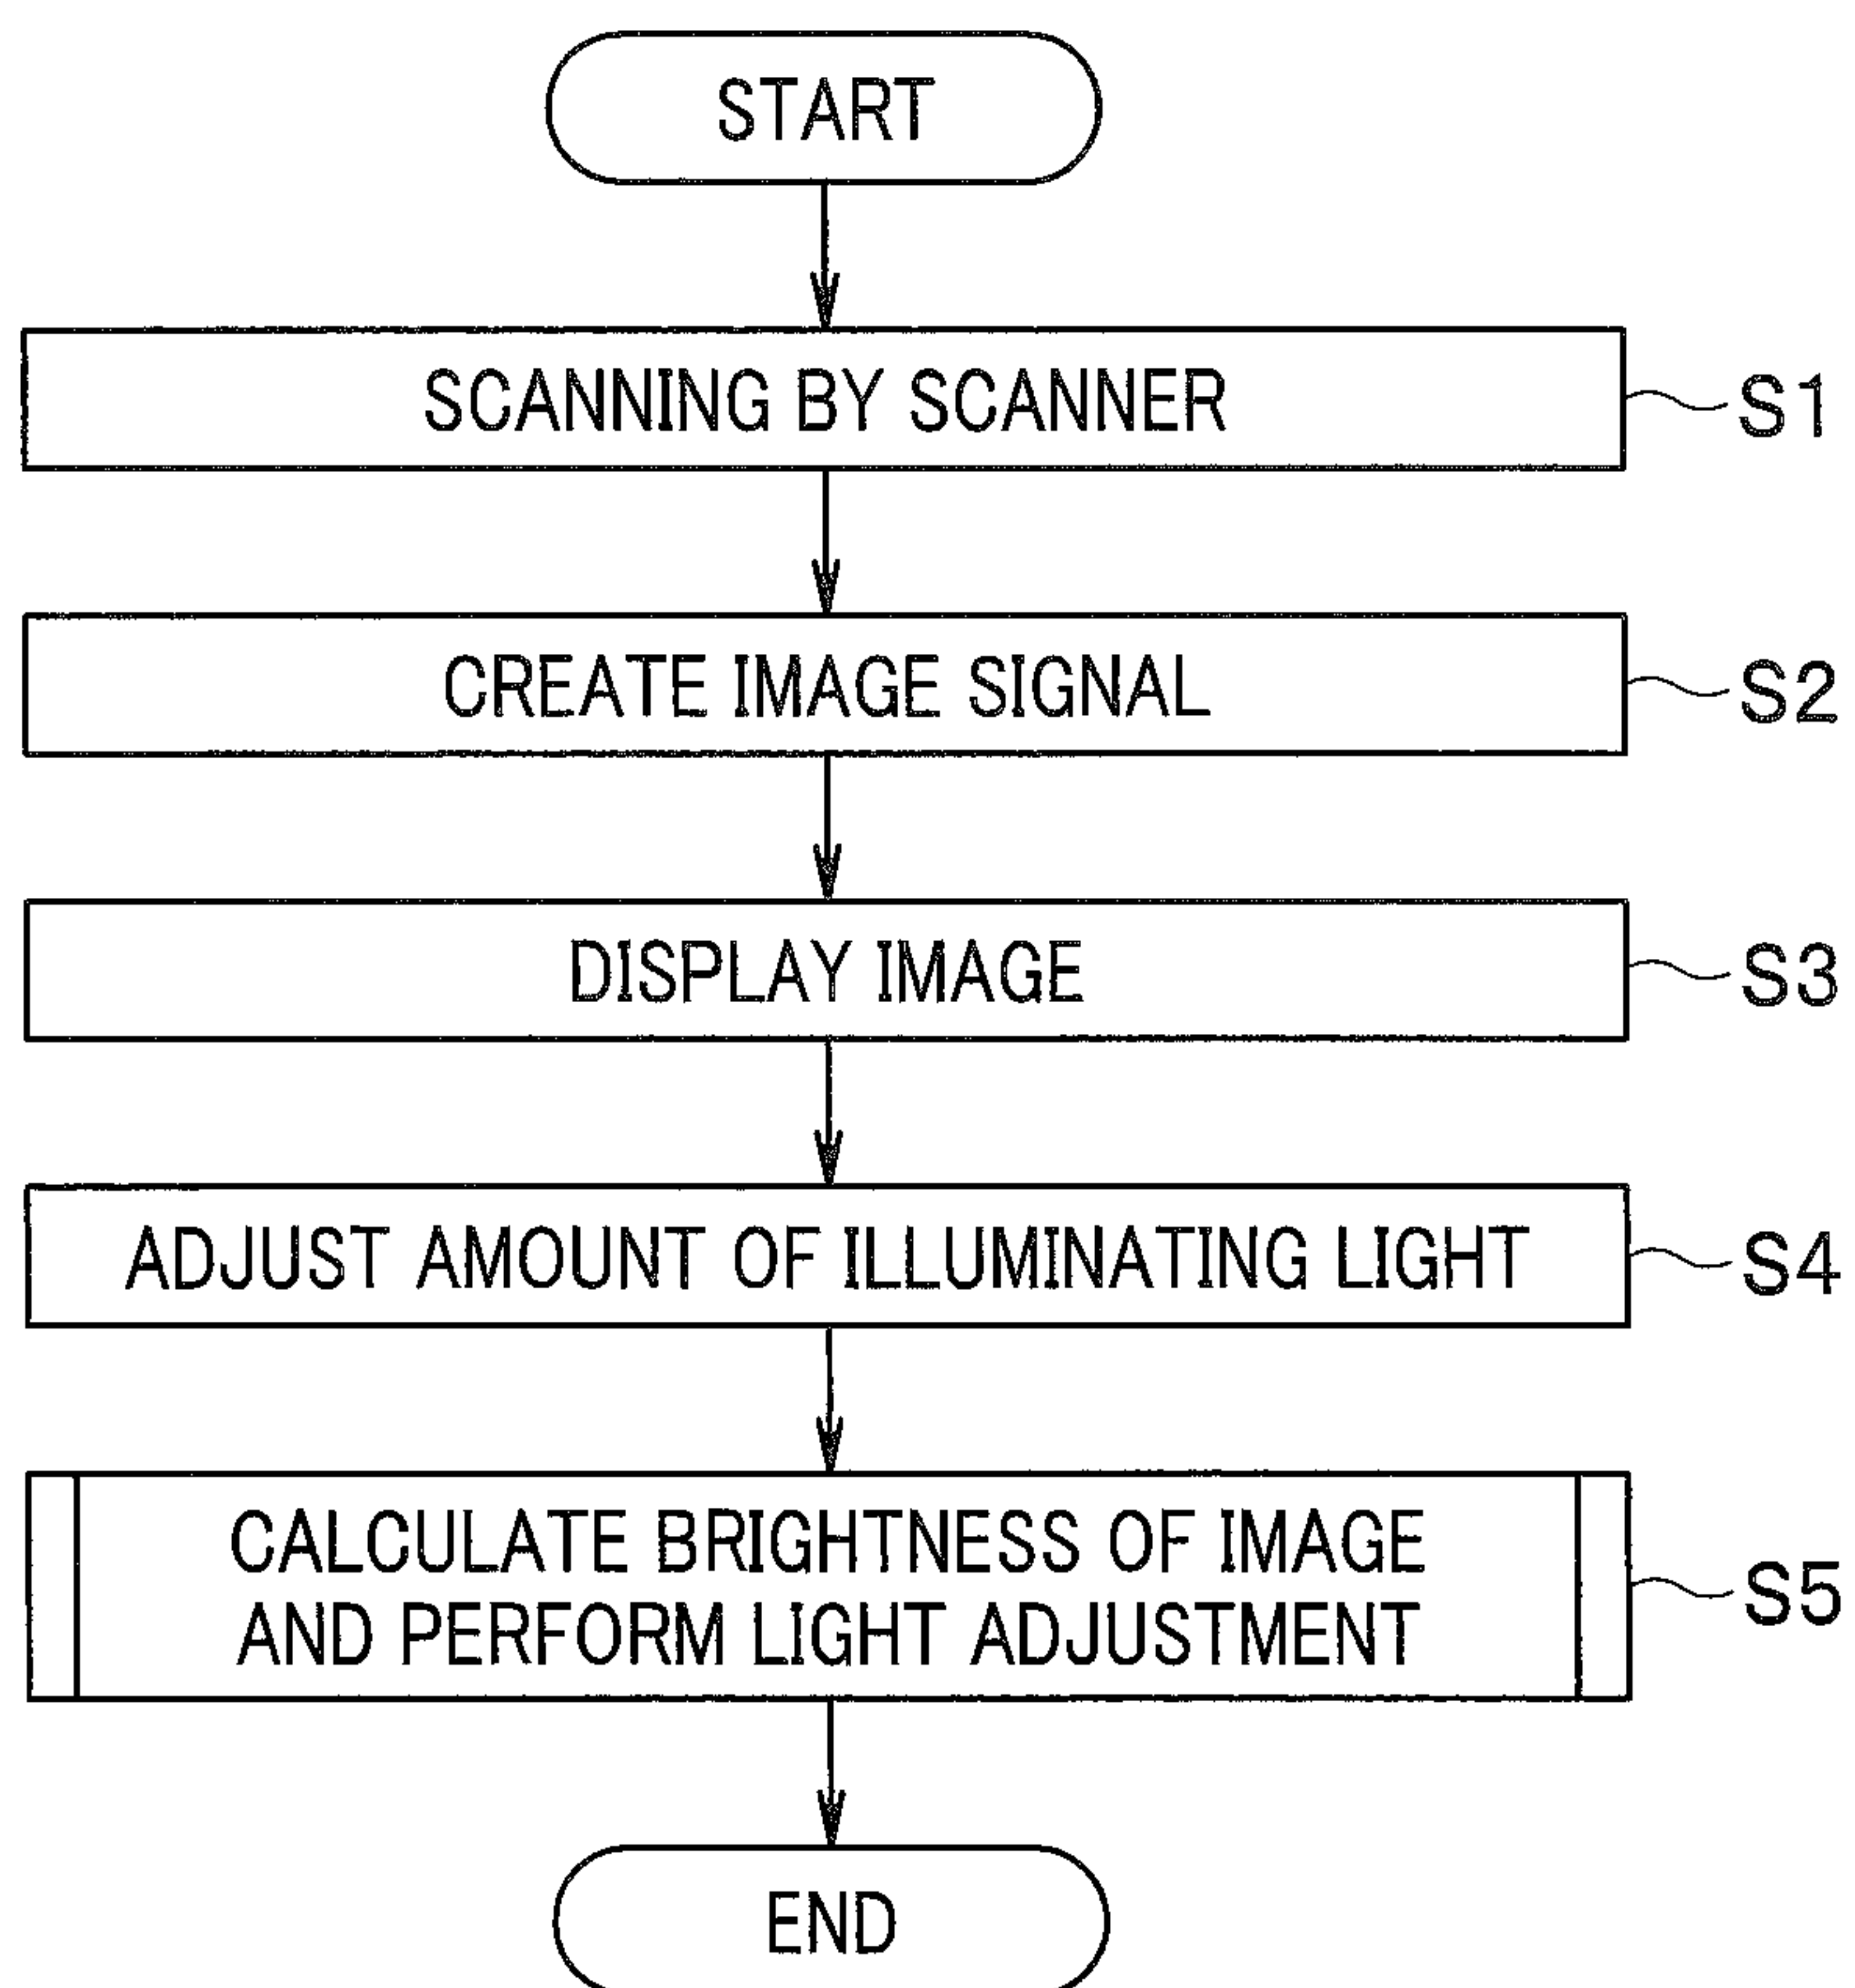 START
SCANNING BY SCANNER
S1
CREATE IMAGE SIGNAL
S2
DISPLAY IMAGE
S3
ADJUST AMOUNT OF ILLUMINATING LIGHT
S4
CALCULATE BRIGHTNESS OF IMAGE
AND PERFORM LIGHT ADJUSTMENT
S5
END